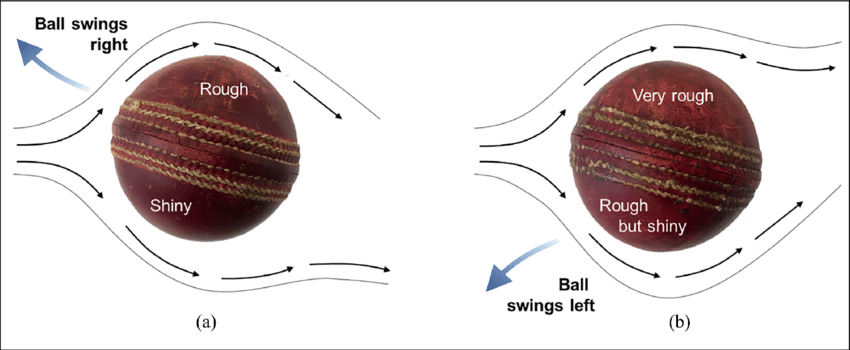 Ball swings
right
Rough
Shiny
(a)
Very rough
Rough
but shiny
Ball
swings left
(b)